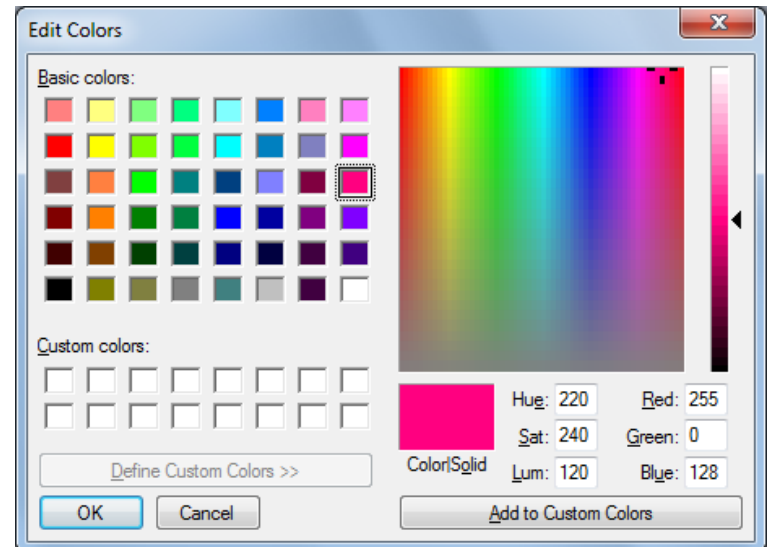 Edit Colors
Basic colors:
Custom colors:
Define Custom Colors >>
OK Cancel
Color|Solid
Hue: 220 Red: 255
Sat: 240 Green: 0
Lum: 120 Blue: 128
Add to Custom Colors